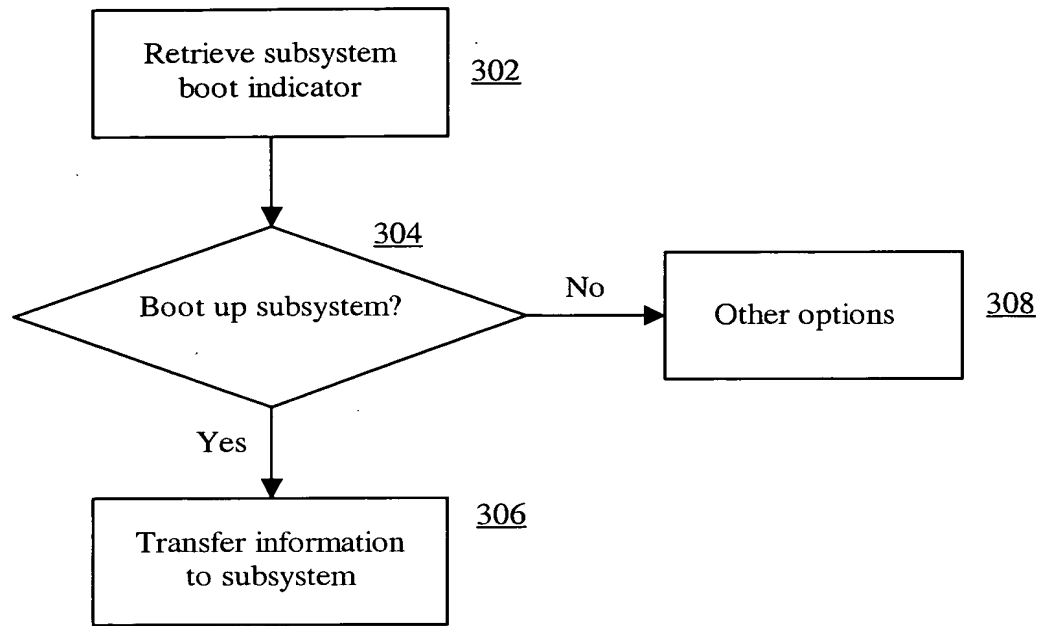 Retrieve subsystem
boot indicator
302
304
Boot up subsystem?
No
Other options
308
Yes
306
Transfer information
to subsystem